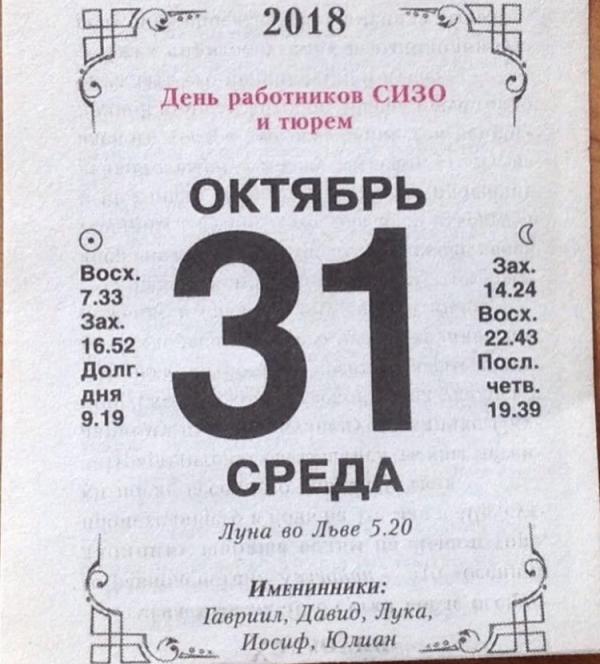 2018
День работников СИЗО
и тюрем
ОКТЯБРЬ
31
Восх.
7.33
Зах.
16.52
Долг.
дня
9.19
Зах.
14.24
Восх.
22.43
Посл.
четв.
19.39
СРЕДА
Луна во Льве 5.20
Именинники:
Гавриил, Давид, Лука,
Иосиф, Юлиан